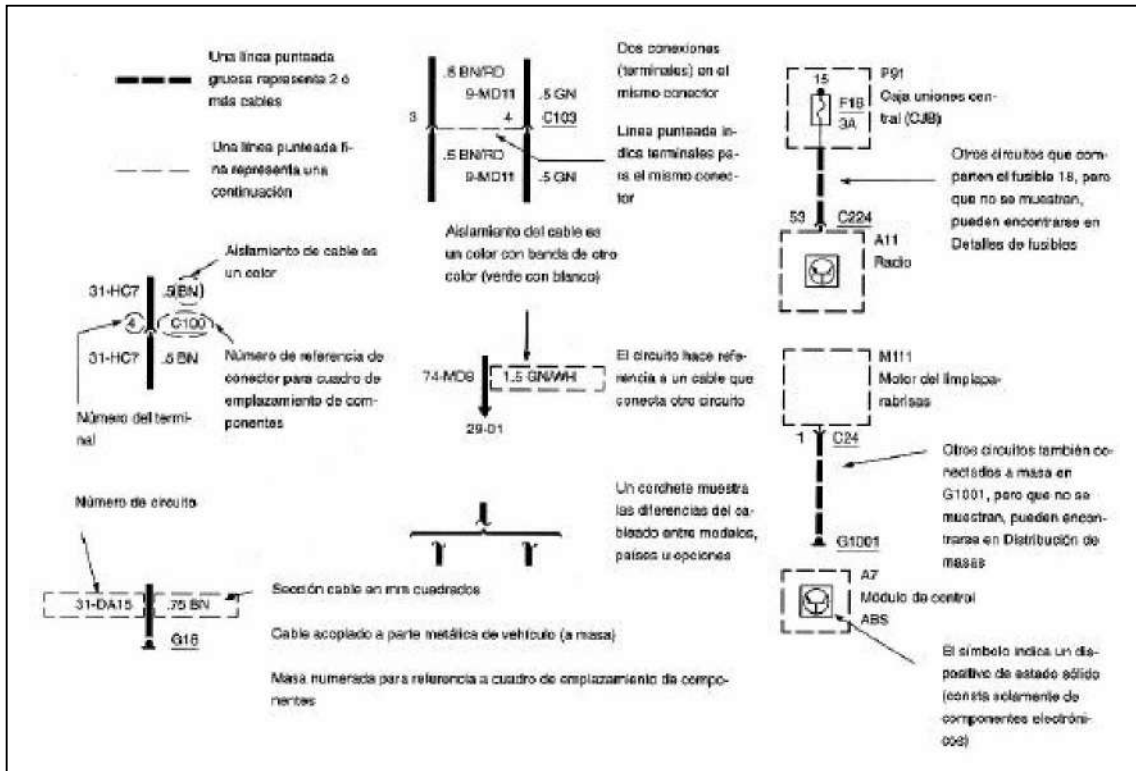 Una línea punteada
gruesa representa 2 ó
más cables
Una línea punteada fi-
na representa una
continuación
.5 BN/RD
9-MD11
.5 GN
3
4
C103
.5 BN/RD
9-MD11
.5 GN
Dos conexiones
(terminales) en el
mismo conector
Línea punteada in-
dica terminales pa-
ra el mismo conec-
tor
15
F18
3A
P91
Caja uniones cen-
tral (CJB)
Otros circuitos que com-
parten el fusible 18, pero
que no se muestran,
pueden encontrarse en
Detalles de fusibles
53
C224
A11
Radio
Aislamiento de cable es
un color
31-HC7
.5(BN)
4
C100
31-HC7
.5 BN
Número del termi-
nal
Número de referencia de
conector para cuadro de
emplazamiento de com-
ponentes
Aislamiento del cable es
un color con banda de otro
color (verde con blanco)
74-MD8
1.5 GN/WH
29-01
El circuito hace refe-
rencia a un cable que
conecta otro circuito
M111
Motor del limpiapa-
rabrisas
1
C24
Otros circuitos también co-
nectados a masa en
G1001, pero que no se
muestran, pueden encon-
trarse en Distribución de
masas
G1001
Número de circuito
31-DA15
.75 BN
G16
Sección cable en mm cuadrados
Cable acoplado a parte metálica de vehículo (a masa)
Masa numerada para referencia a cuadro de emplazamiento de compo-
nentes
Un corchete muestra
las diferencias del ca-
bleado entre modelos,
países u opciones
A7
Módulo de control
ABS
El símbolo indica un dis-
positivo de estado sólido
(consta solamente de
componentes electróni-
cos)